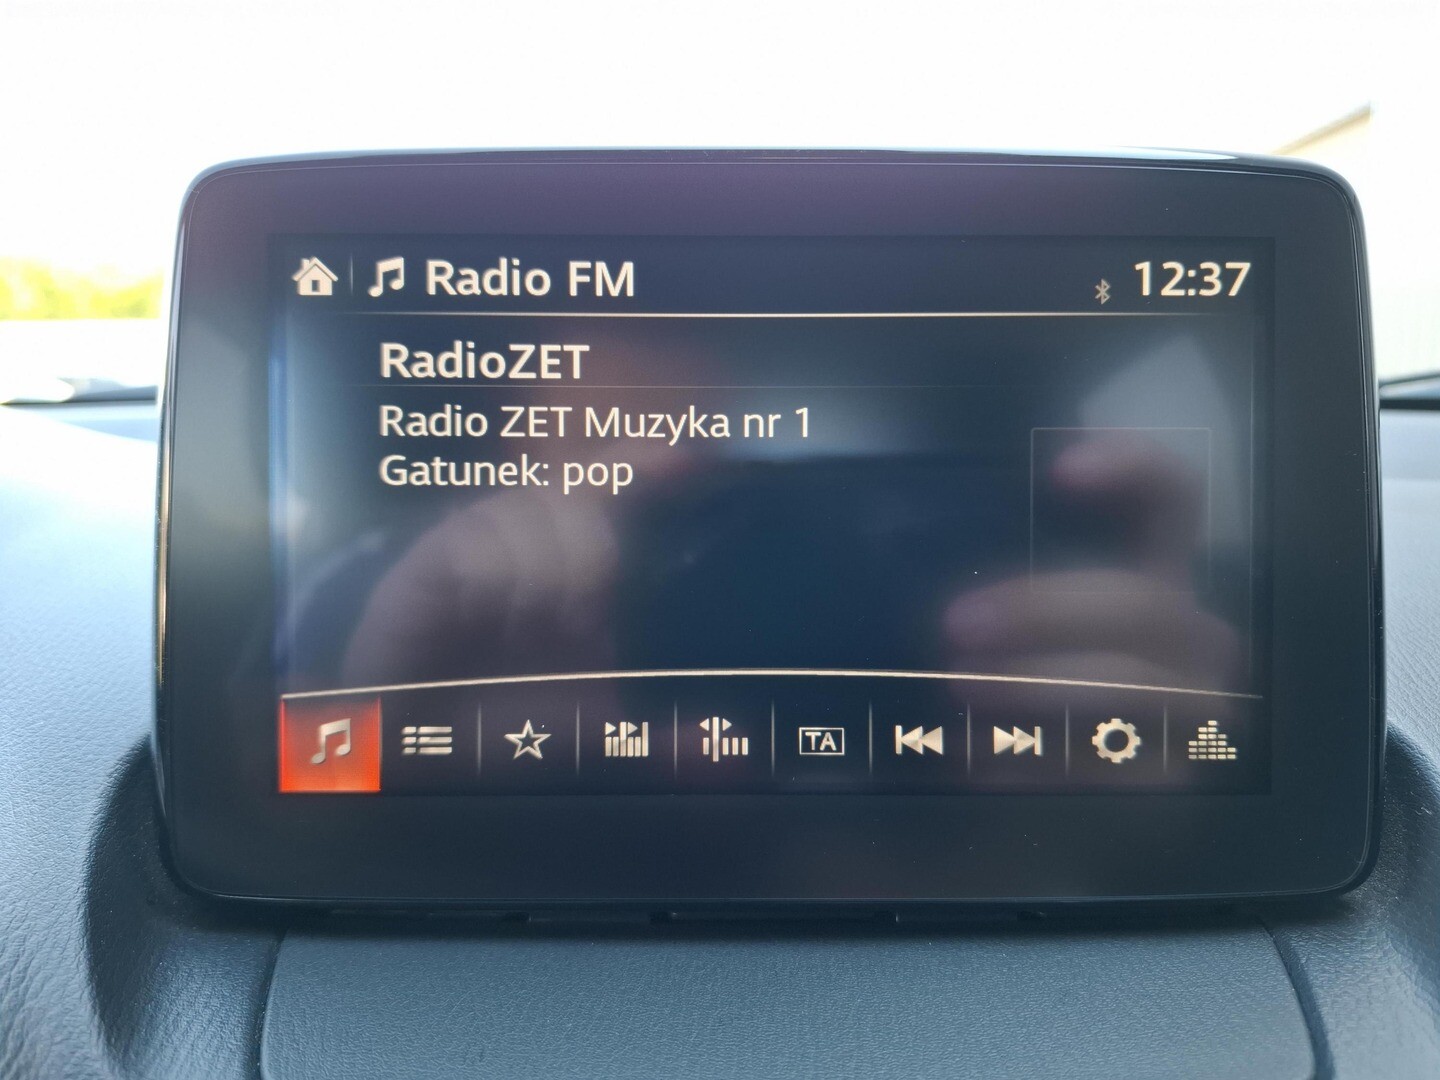 Radio FM
12:37
RadioZET
Radio ZET Muzyka nr 1
Gatunek: pop
TA